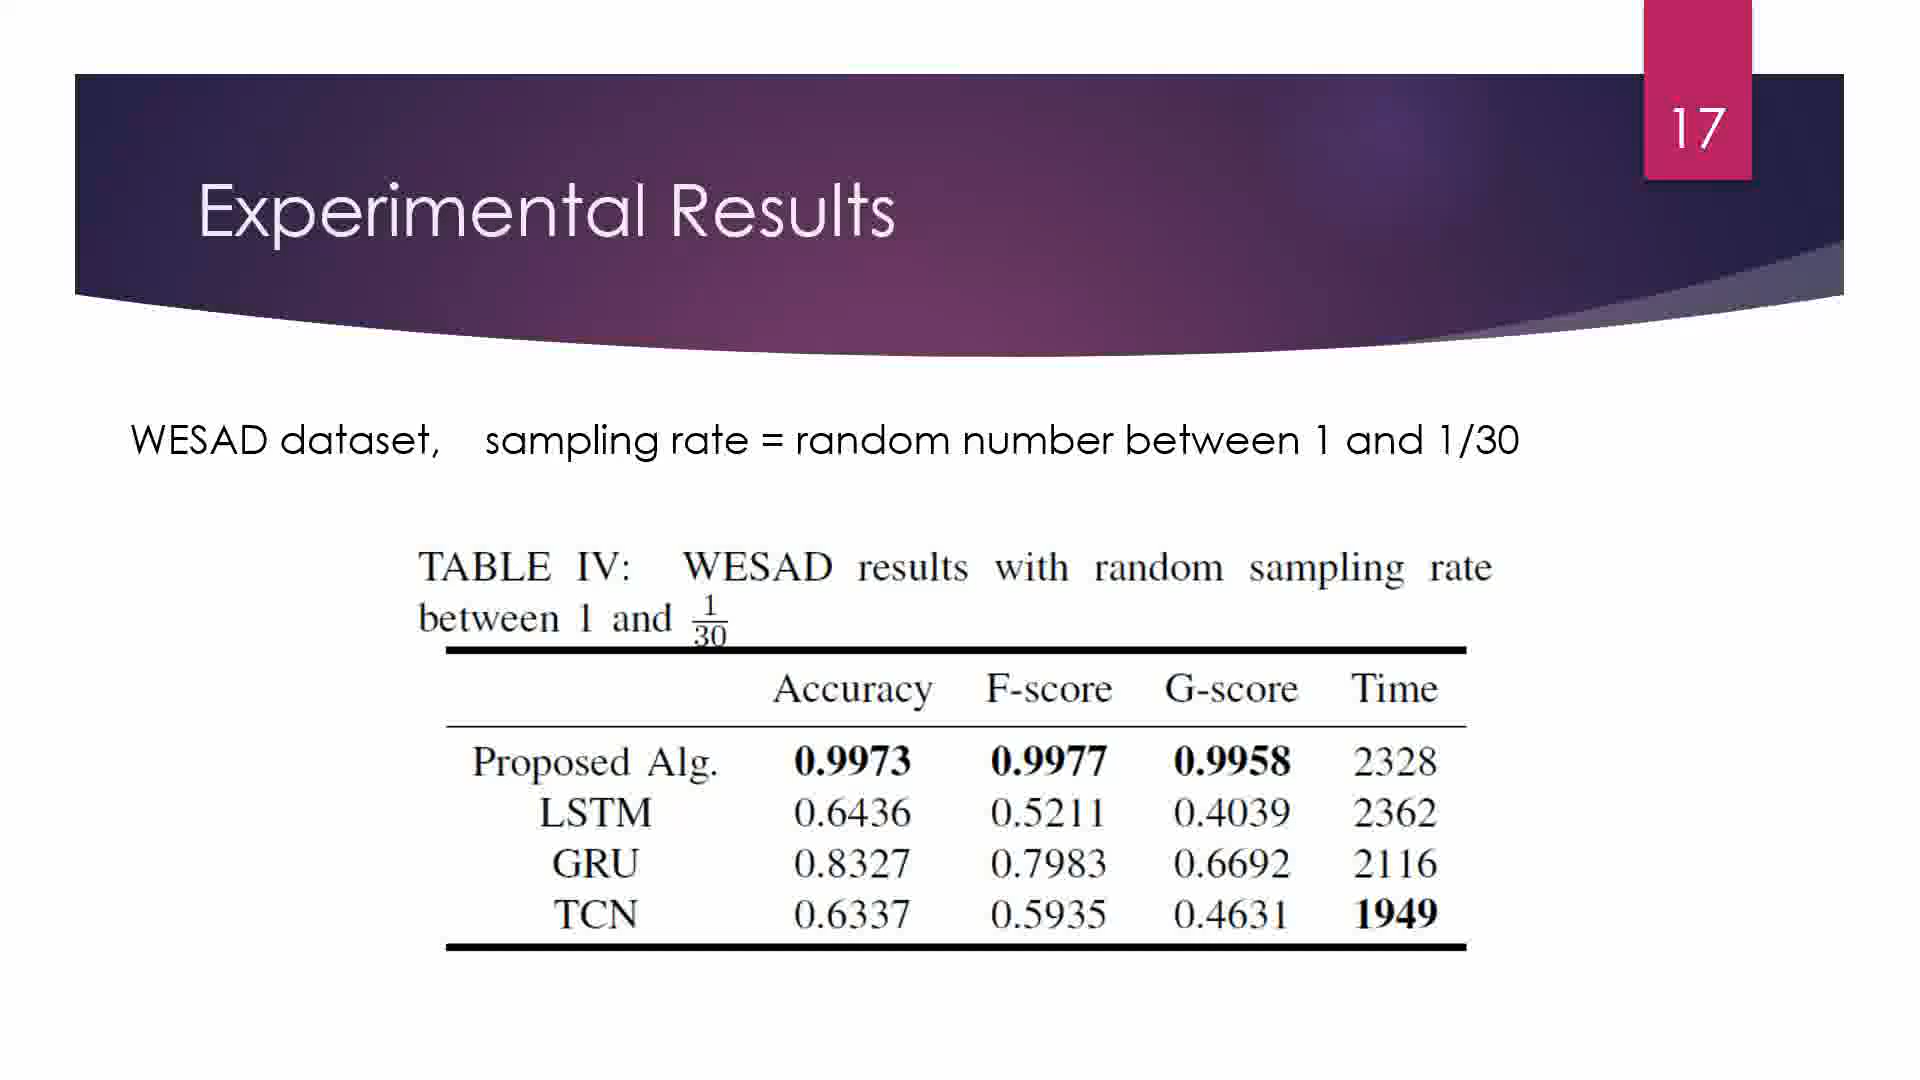 17
Experimental Results
WESAD dataset, sampling rate = random number between 1 and 1/30
TABLE IV: WESAD results with random sampling rate
between 1 and 1/30
Accuracy F-score G-score Time
Proposed Alg. 0.9973 0.9977 0.9958 2328
LSTM 0.6436 0.5211 0.4039 2362
GRU 0.8327 0.7983 0.6692 2116
TCN 0.6337 0.5935 0.4631 1949